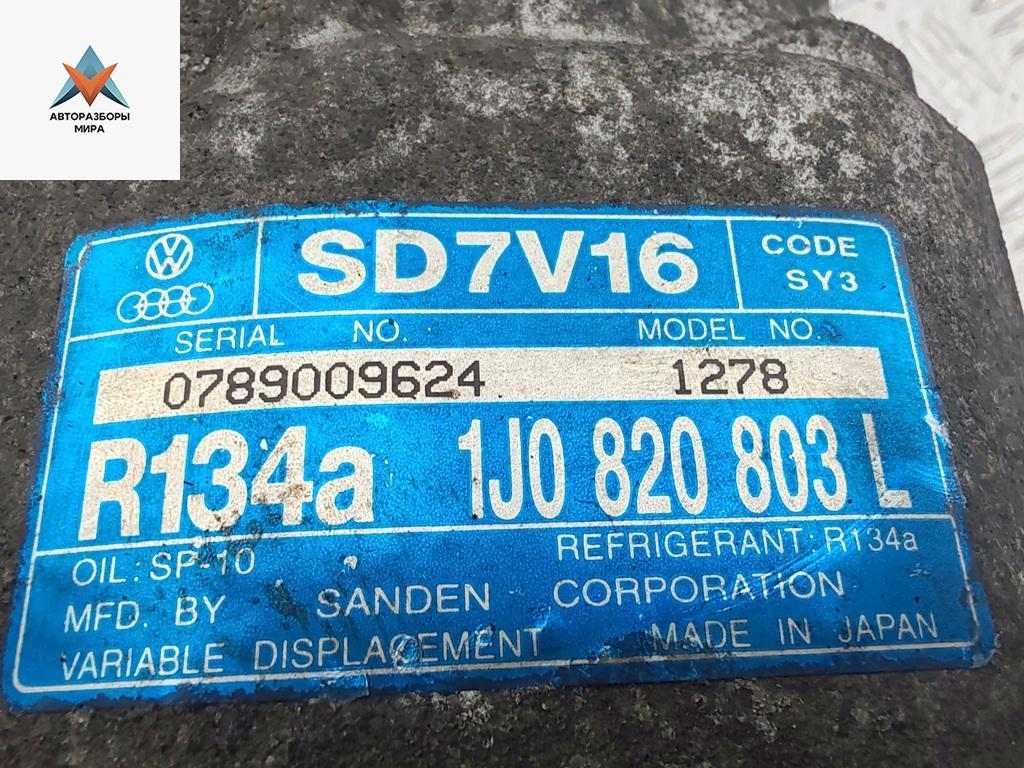 АВТОРАЗБОРЫ
МИРА
SD7V16
CODE
SY3
SERIAL NO. MODEL NO.
0789009624 1278
R134a 1J0 820 803 L
OIL: SP-10 REFRIGERANT: R134a
MFD. BY SANDEN CORPORATION
VARIABLE DISPLACEMENT MADE IN JAPAN